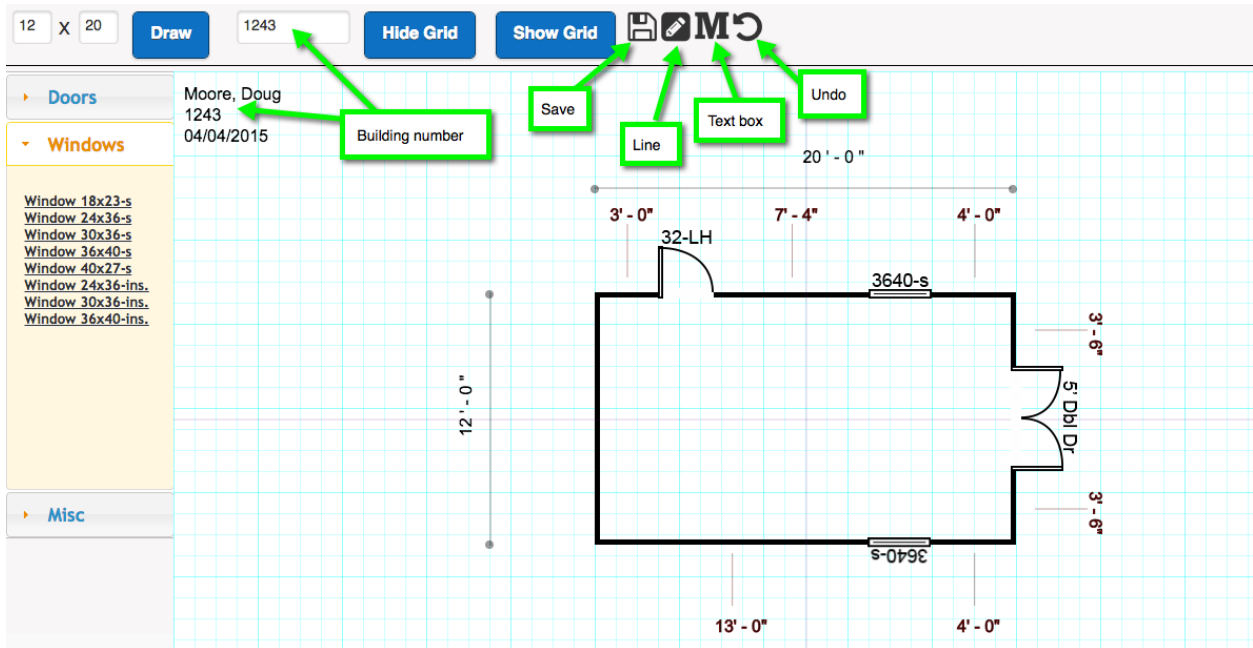 12 X 20 Draw 1243 Hide Grid Show Grid M
Doors
Windows
Window 18x23-s
Window 24x36-s
Window 30x36-s
Window 36x40-s
Window 40x27-s
Window 24x36-ins.
Window 30x36-ins.
Window 36x40-ins.
Misc
Moore, Doug
1243
04/04/2015
Building number
Save
Line
Text box
Undo
20 ' - 0 "
3' - 0"
7' - 4"
4' - 0"
32-LH
3640-s
12 ' - 0 "
3' - 6"
5' Dbl Dr
3' - 6"
3640-s
13' - 0"
4' - 0"